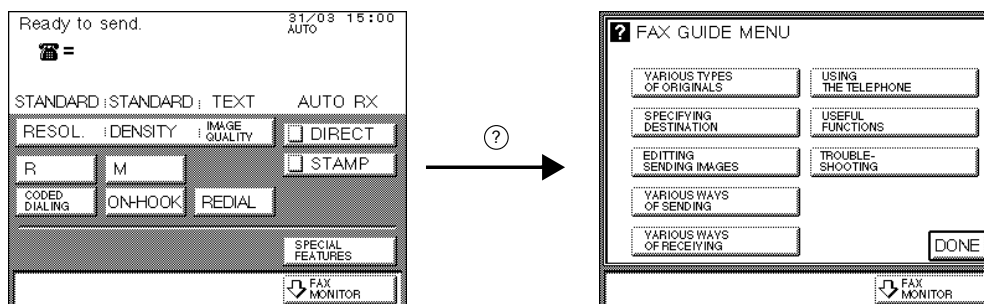 Ready to send.
31/03 15:00
AUTO
=
STANDARD : STANDARD : TEXT AUTO RX
RESOL. : DENSITY : IMAGE QUALITY
DIRECT
R
M
STAMP
CODED
DIALING
ON-HOOK
REDIAL
SPECIAL
FEATURES
FAX
MONITOR
?
? FAX GUIDE MENU
VARIOUS TYPES
OF ORIGINALS
SPECIFYING
DESTINATION
EDITTING
SENDING IMAGES
VARIOUS WAYS
OF SENDING
VARIOUS WAYS
OF RECEIVING
USING
THE TELEPHONE
USEFUL
FUNCTIONS
TROUBLE-
SHOOTING
DONE
FAX
MONITOR